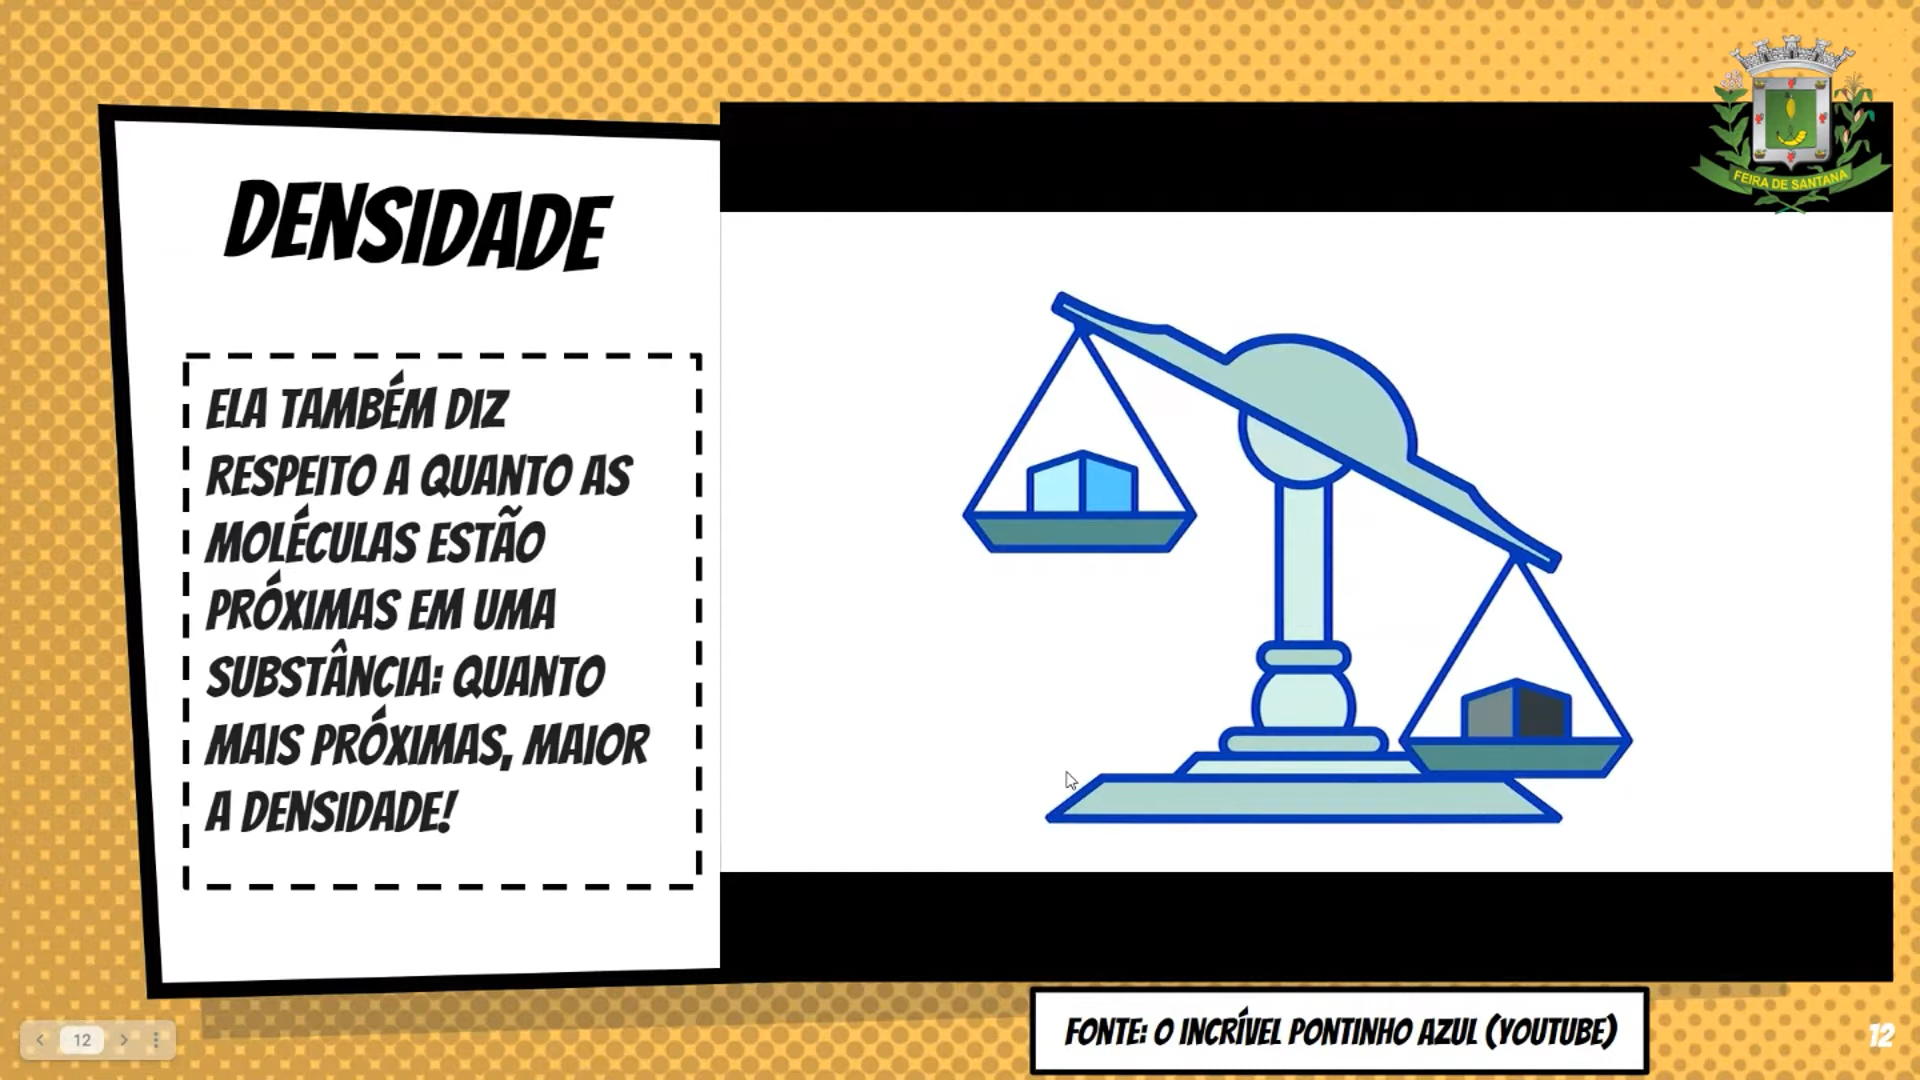 FEIRA DE SANTANA
DENSIDADE
ELA TAMBÉM DIZ
RESPEITO A QUANTO AS
MOLÉCULAS ESTÃO
PRÓXIMAS EM UMA
SUBSTÂNCIA: QUANTO
MAIS PRÓXIMAS, MAIOR
A DENSIDADE!
FONTE: O INCRÍVEL PONTINHO AZUL (YOUTUBE)
12
12